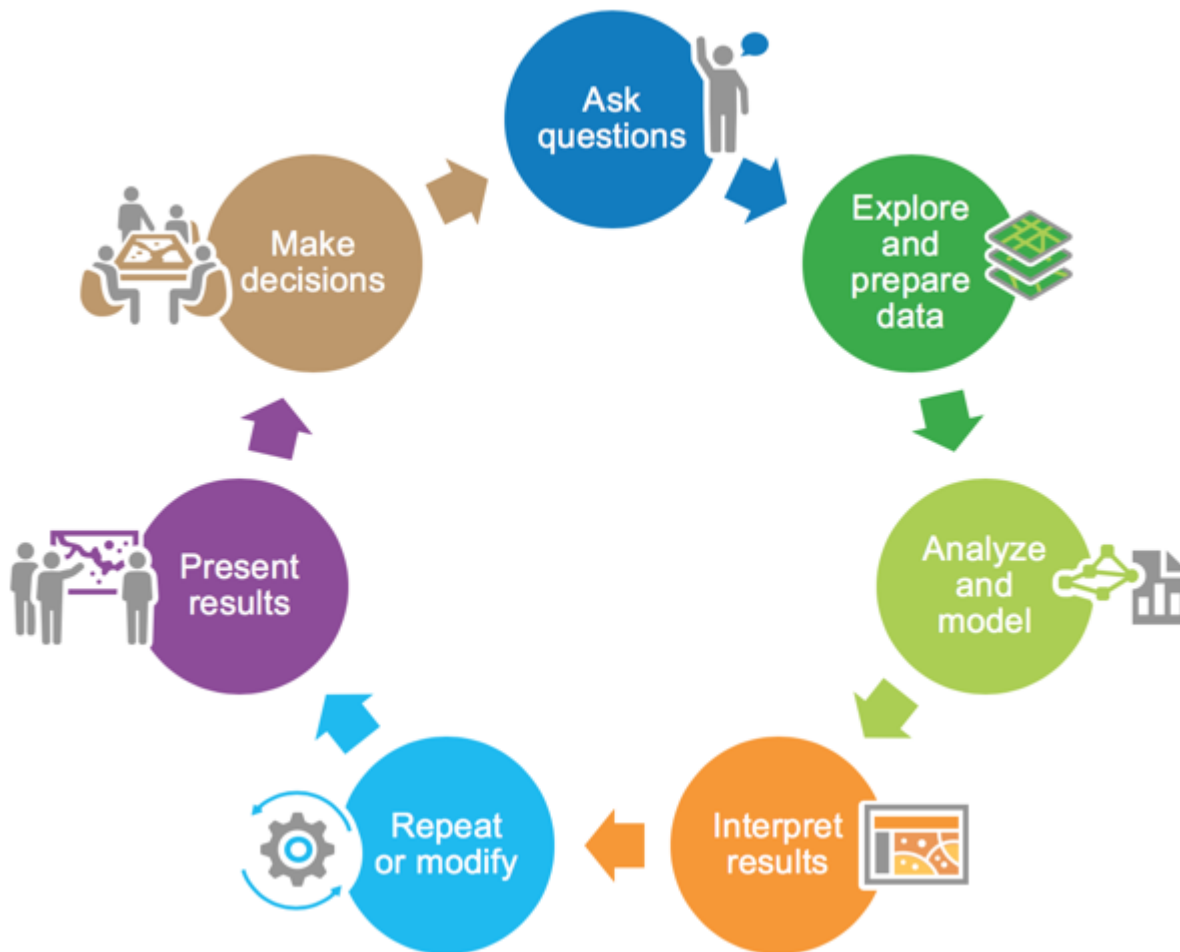 Ask
questions
Explore
and
prepare
data
Analyze
and
model
Interpret
results
Repeat
or modify
Present
results
Make
decisions